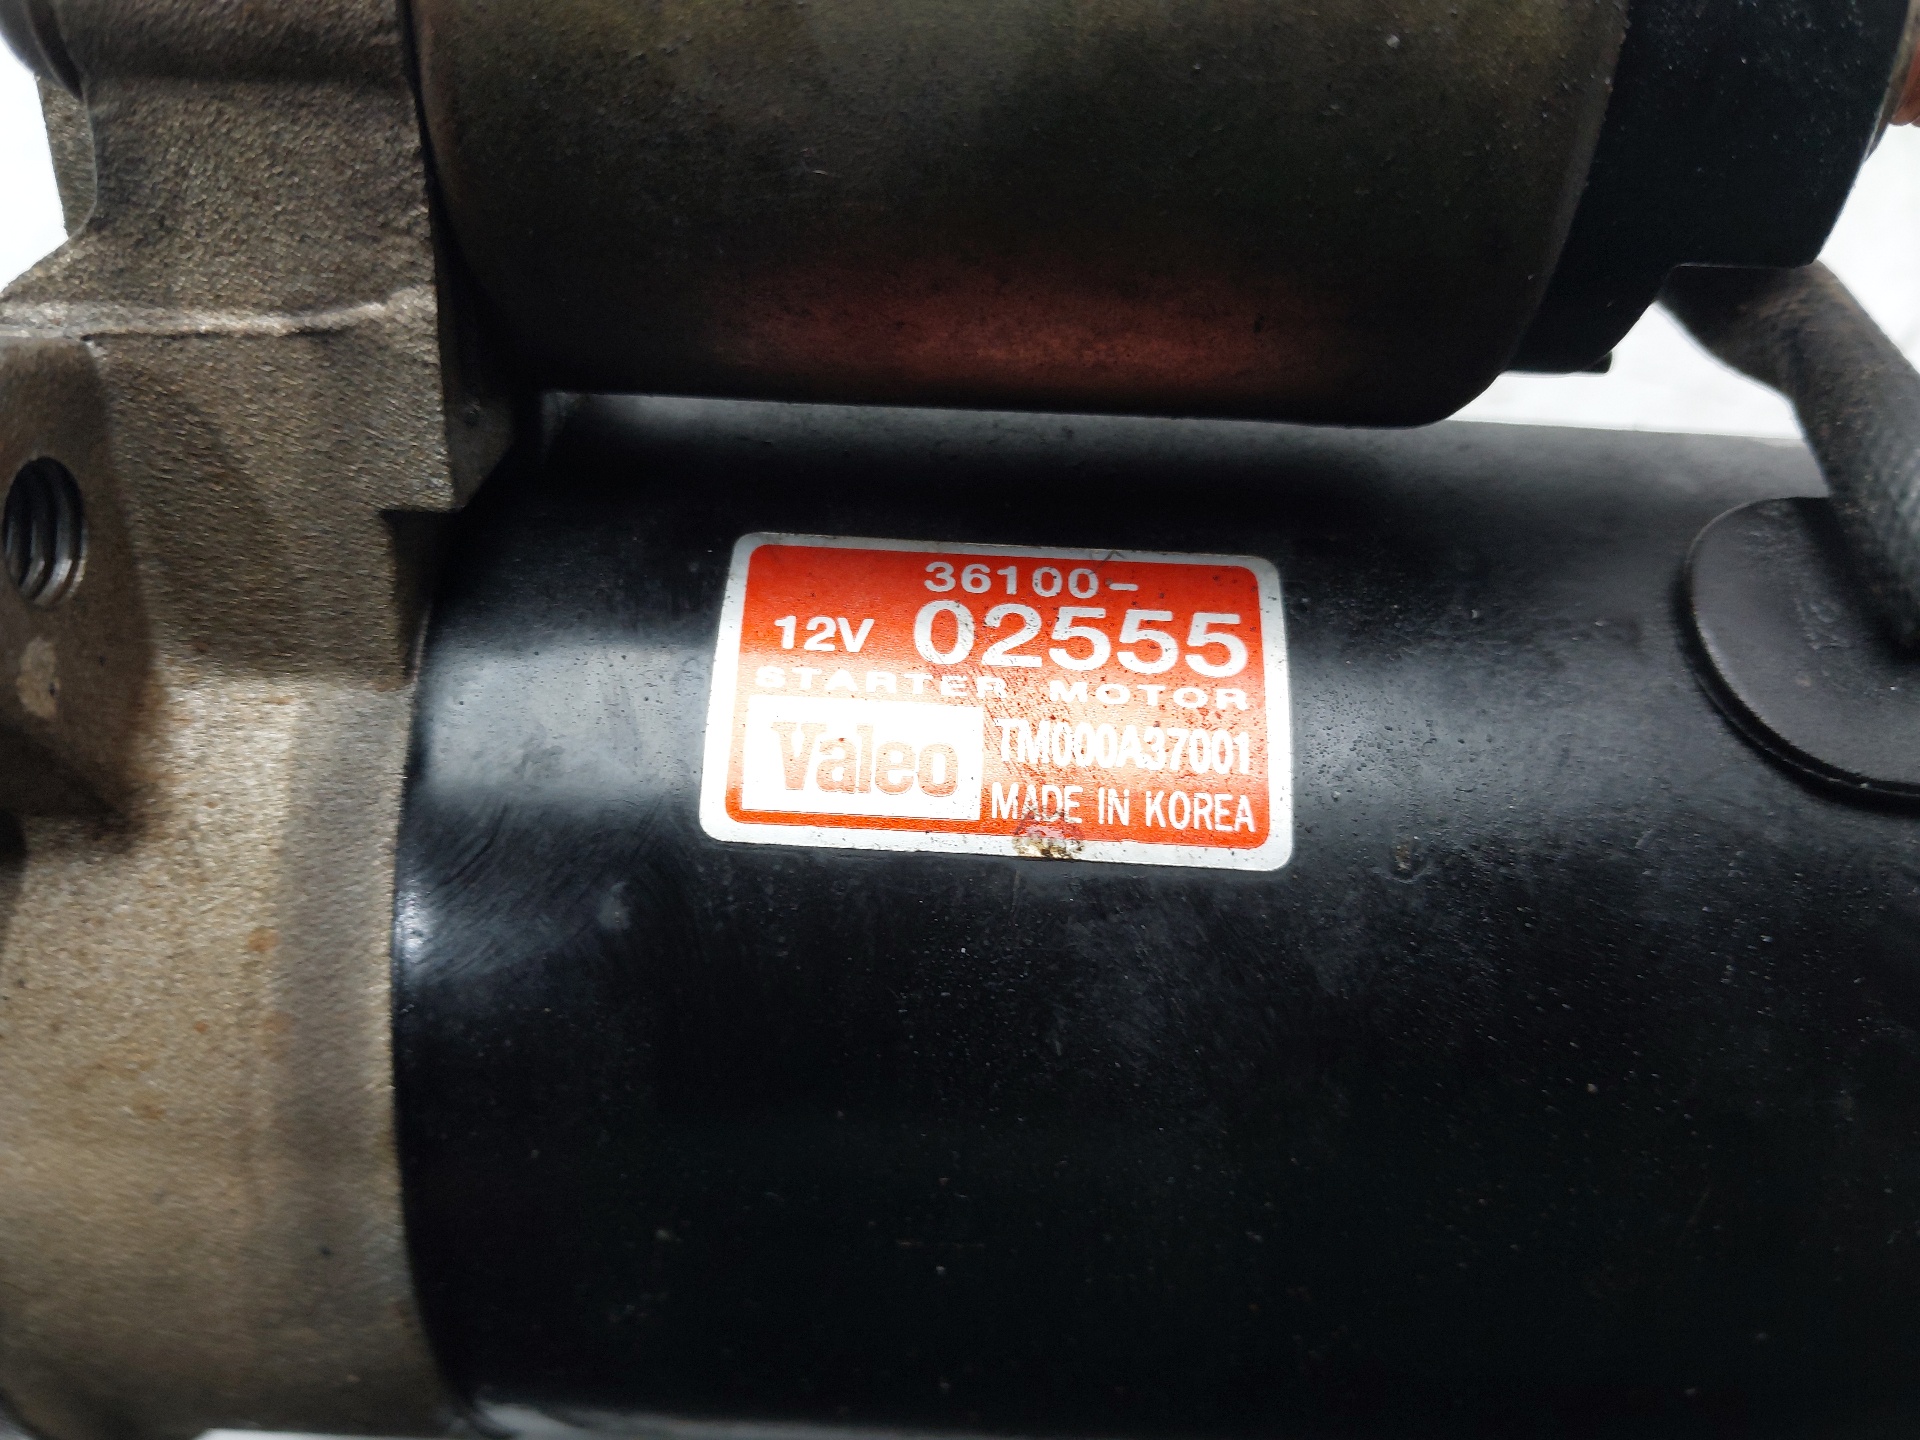 36100-
12V 02555
STARTER MOTOR
Valeo TM000A37001
MADE IN KOREA